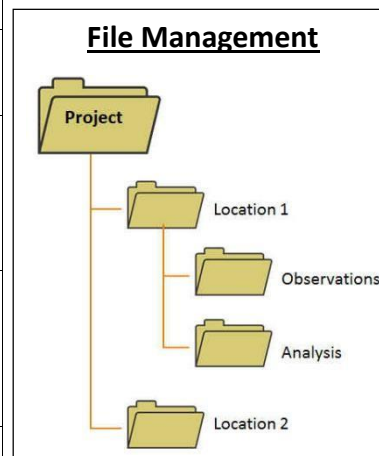 File Management
Project
Location 1
Observations
Analysis
Location 2